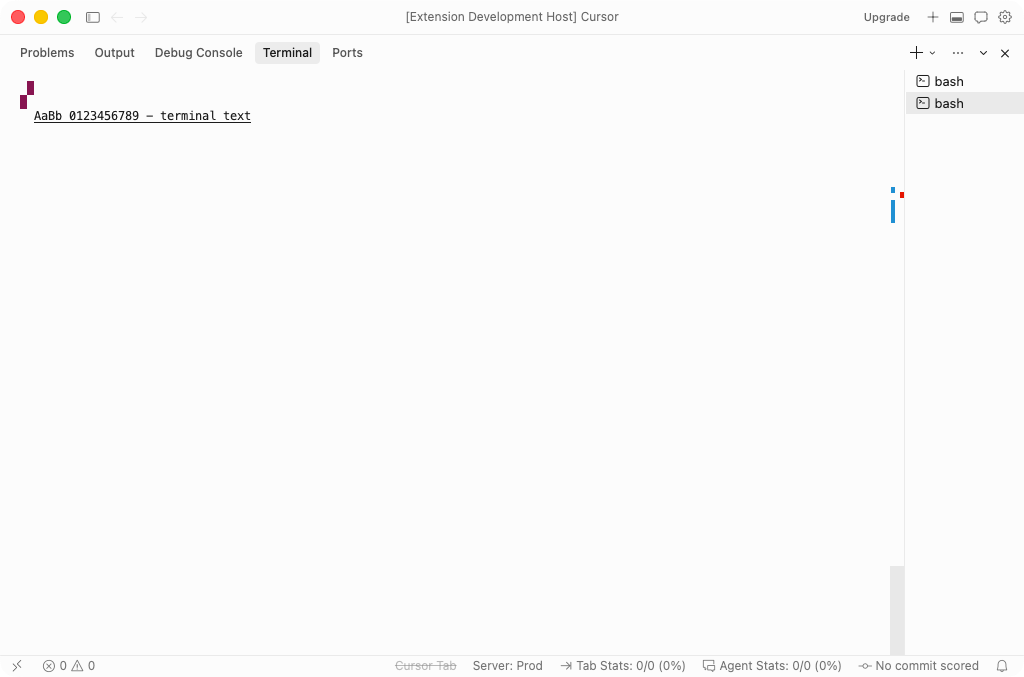 [Extension Development Host] Cursor
Upgrade
Problems Output Debug Console Terminal Ports
bash
bash
AaBb 0123456789 – terminal text
0 0 Cursor Tab Server: Prod Tab Stats: 0/0 (0%) Agent Stats: 0/0 (0%) No commit scored